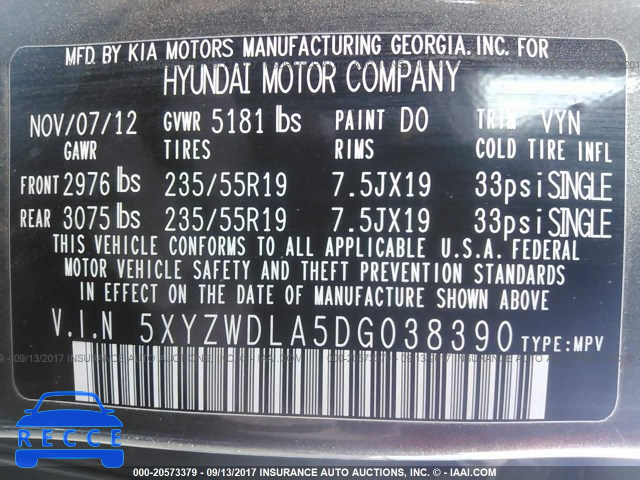 MFD.BY KIA MOTORS MANUFACTURING GEORGIA.INC.FOR
HYUNDAI MOTOR COMPANY
NOV/07/12 GVWR 5181 lbs PAINT DO TRIM VYN
GAWR TIRES RIMS COLD TIRE INFL
FRONT 2976 lbs 235/55R19 7.5JX19 33psi SINGLE
REAR 3075 lbs 235/55R19 7.5JX19 33psi SINGLE
THIS VEHICLE CONFORMS TO ALL APPLICABLE U.S.A. FEDERAL
MOTOR VEHICLE SAFETY AND THEFT PREVENTION STANDARDS
IN EFFECT ON THE DATE OF MANUFACTURE SHOWN ABOVE
V.I.N 5XYZWDLA5DG038390 TYPE:MPV
000-20573379 - 09/13/2017 INSURANCE AUTO AUCTIONS, INC. - © - IAAI.COM